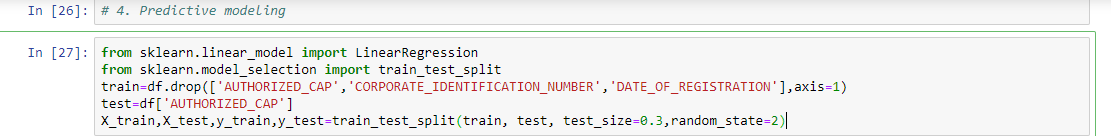 In [26]: # 4. Predictive modeling
In [27]: from sklearn.linear_model import LinearRegression
from sklearn.model_selection import train_test_split
train=df.drop(['AUTHORIZED_CAP','CORPORATE_IDENTIFICATION_NUMBER','DATE_OF_REGISTRATION'],axis=1)
test=df['AUTHORIZED_CAP']
X_train,X_test,y_train,y_test=train_test_split(train, test, test_size=0.3,random_state=2)